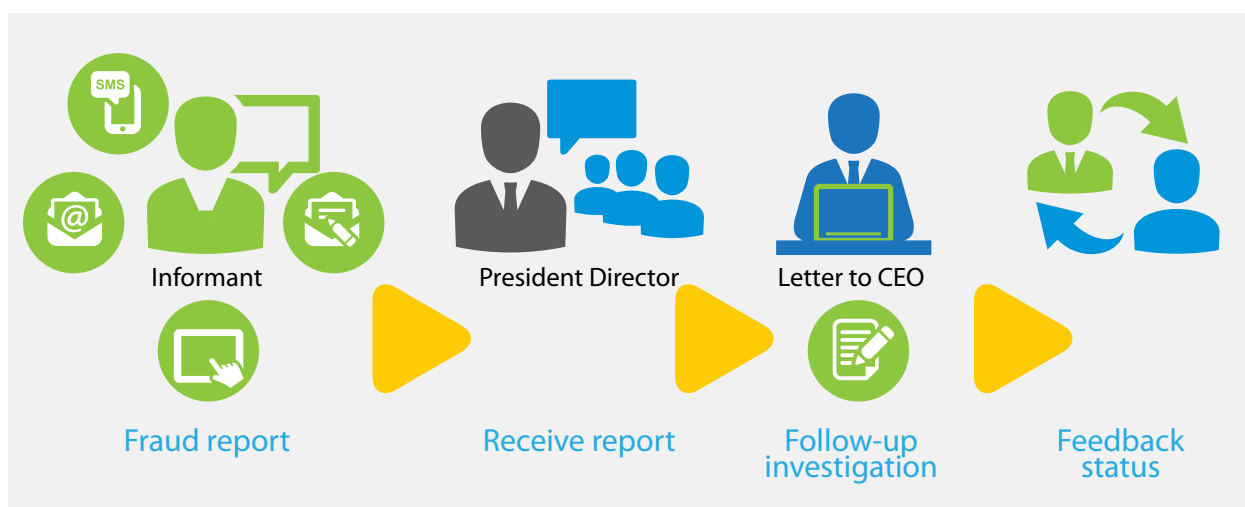 SMS
@
Informant
President Director
Letter to CEO
Fraud report
Receive report
Follow-up
investigation
Feedback
status